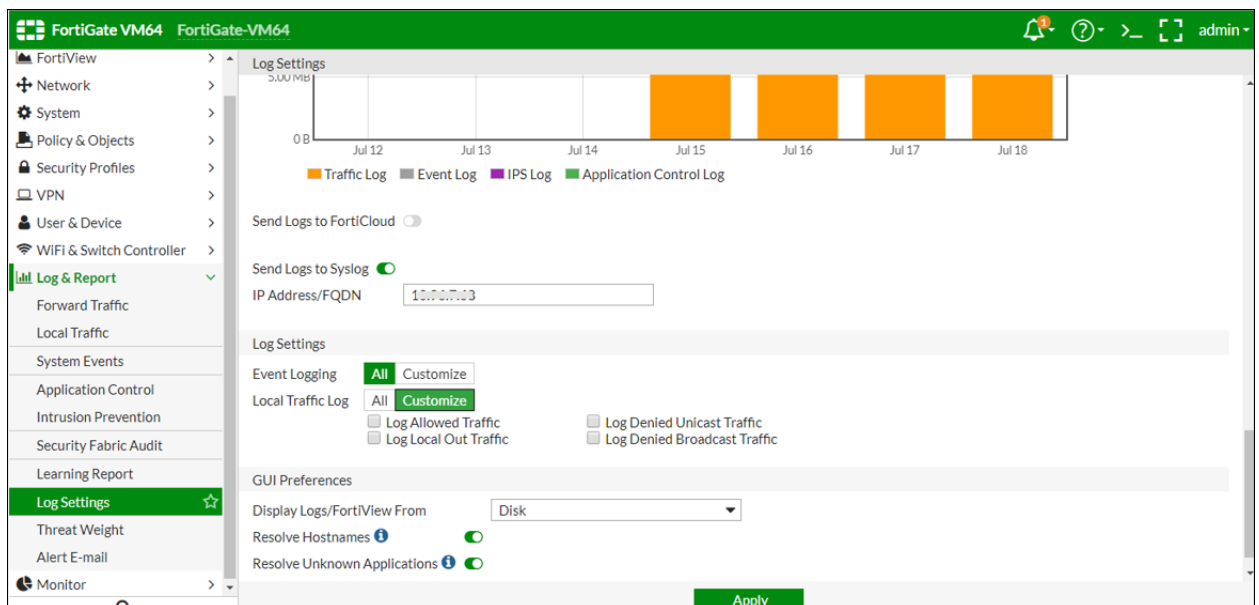 FortiGate VM64 FortiGate-VM64 1 admin
FortiView
Network
System
Policy & Objects
Security Profiles
VPN
User & Device
WiFi & Switch Controller
Log & Report
Forward Traffic
Local Traffic
System Events
Application Control
Intrusion Prevention
Security Fabric Audit
Learning Report
Log Settings
Threat Weight
Alert E-mail
Monitor
Log Settings
5.00 MB
0 B
Jul 12 Jul 13 Jul 14 Jul 15 Jul 16 Jul 17 Jul 18
Traffic Log Event Log IPS Log Application Control Log
Send Logs to FortiCloud
Send Logs to Syslog
IP Address/FQDN
Log Settings
Event Logging All Customize
Local Traffic Log All Customize
Log Allowed Traffic Log Denied Unicast Traffic
Log Local Out Traffic Log Denied Broadcast Traffic
GUI Preferences
Display Logs/FortiView From Disk
Resolve Hostnames
Resolve Unknown Applications
Apply